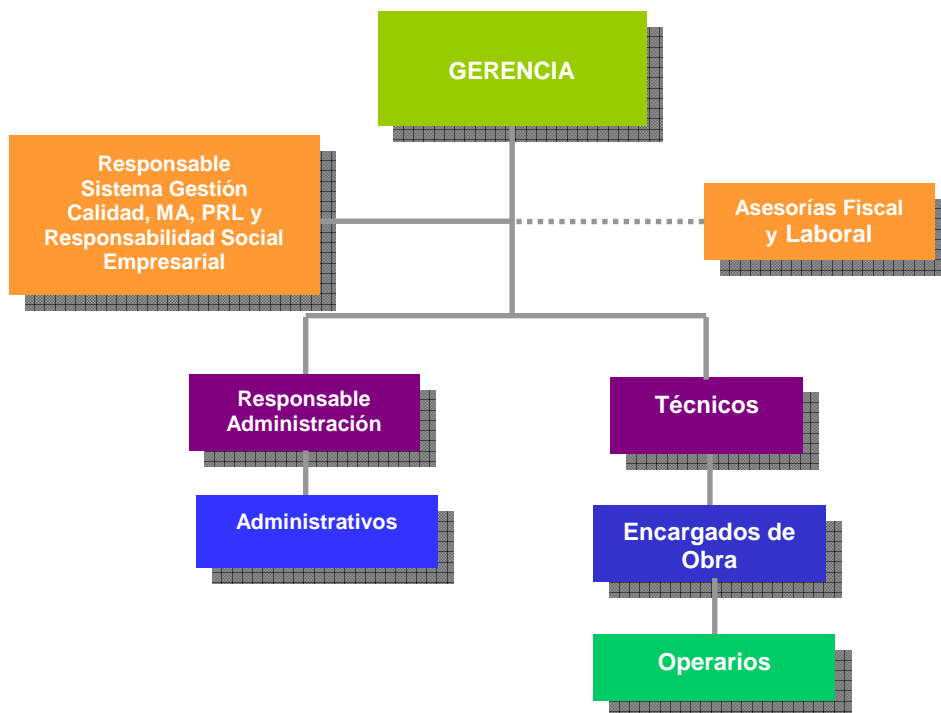 GERENCIA
Responsable
Sistema Gestión
Calidad, MA, PRL y
Responsabilidad Social
Empresarial
Asesorías Fiscal
y Laboral
Responsable
Administración
Técnicos
Administrativos
Encargados de
Obra
Operarios